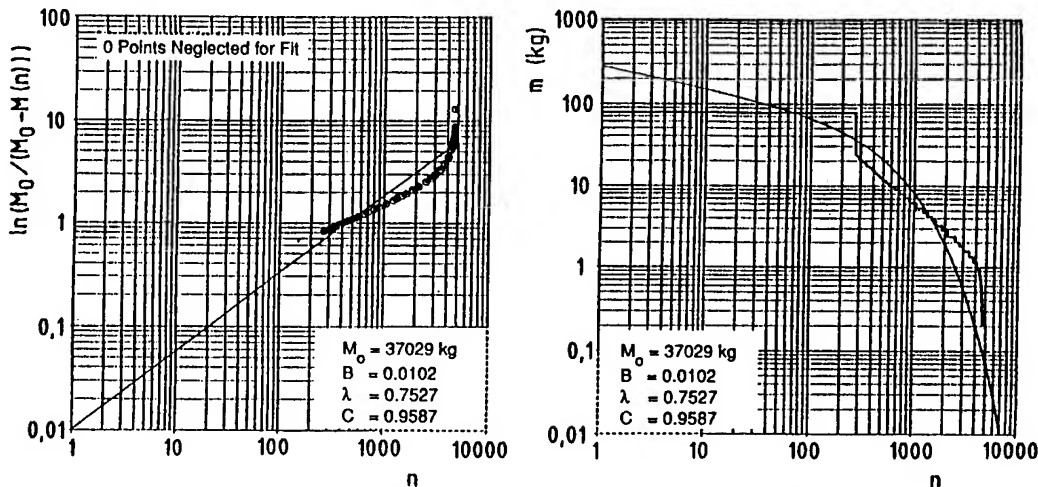 ln(M₀/(M₀-M(n)))
100
10
1
0,1
0,01
0 Points Neglected for Fit
M₀ = 37029 kg
B = 0.0102
λ = 0.7527
C = 0.9587
1
10
100
1000
10000
n
m (kg)
1000
100
10
1
0,1
0,01
M₀ = 37029 kg
B = 0.0102
λ = 0.7527
C = 0.9587
1
10
100
1000
10000
n